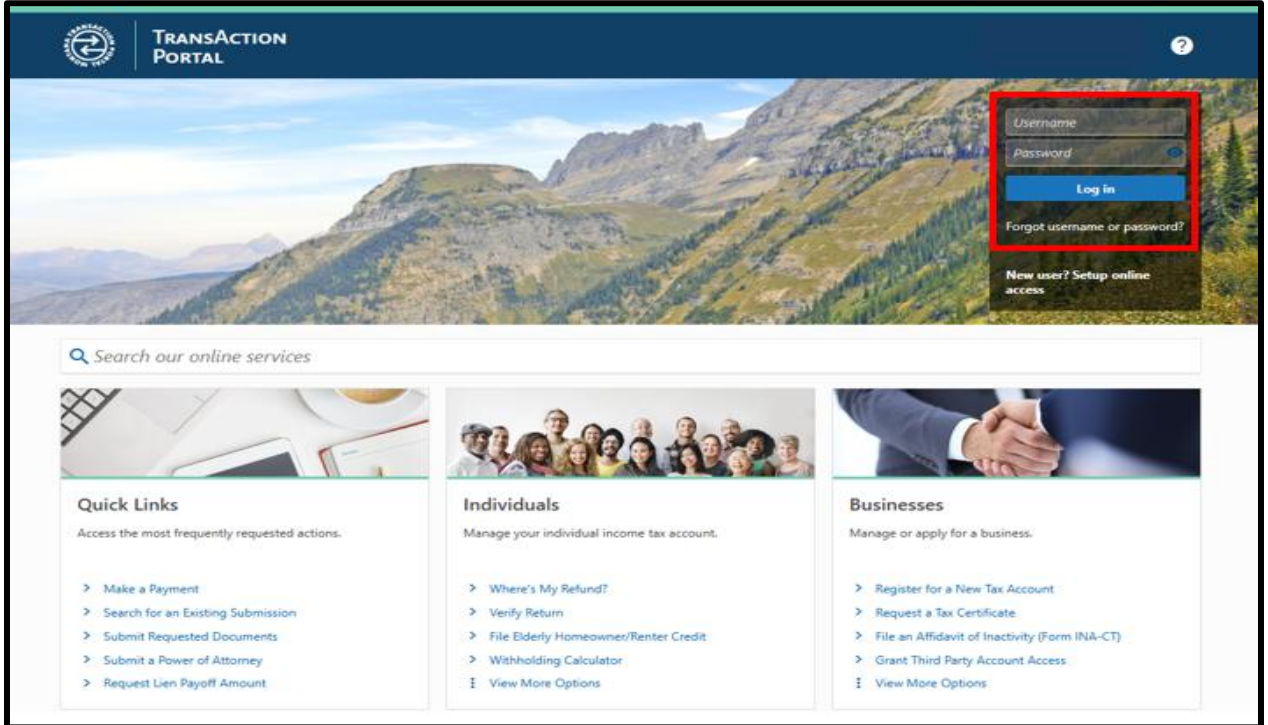 TRANSACTION
PORTAL
?
Username
Password
Log in
Forgot username or password?
New user? Setup online
access
Search our online services
Quick Links
Access the most frequently requested actions.
> Make a Payment
> Search for an Existing Submission
> Submit Requested Documents
> Submit a Power of Attorney
> Request Lien Payoff Amount
Individuals
Manage your individual income tax account.
> Where's My Refund?
> Verify Return
> File Elderly Homeowner/Renter Credit
> Withholding Calculator
View More Options
Businesses
Manage or apply for a business.
> Register for a New Tax Account
> Request a Tax Certificate
> File an Affidavit of Inactivity (Form INA-CT)
> Grant Third Party Account Access
View More Options